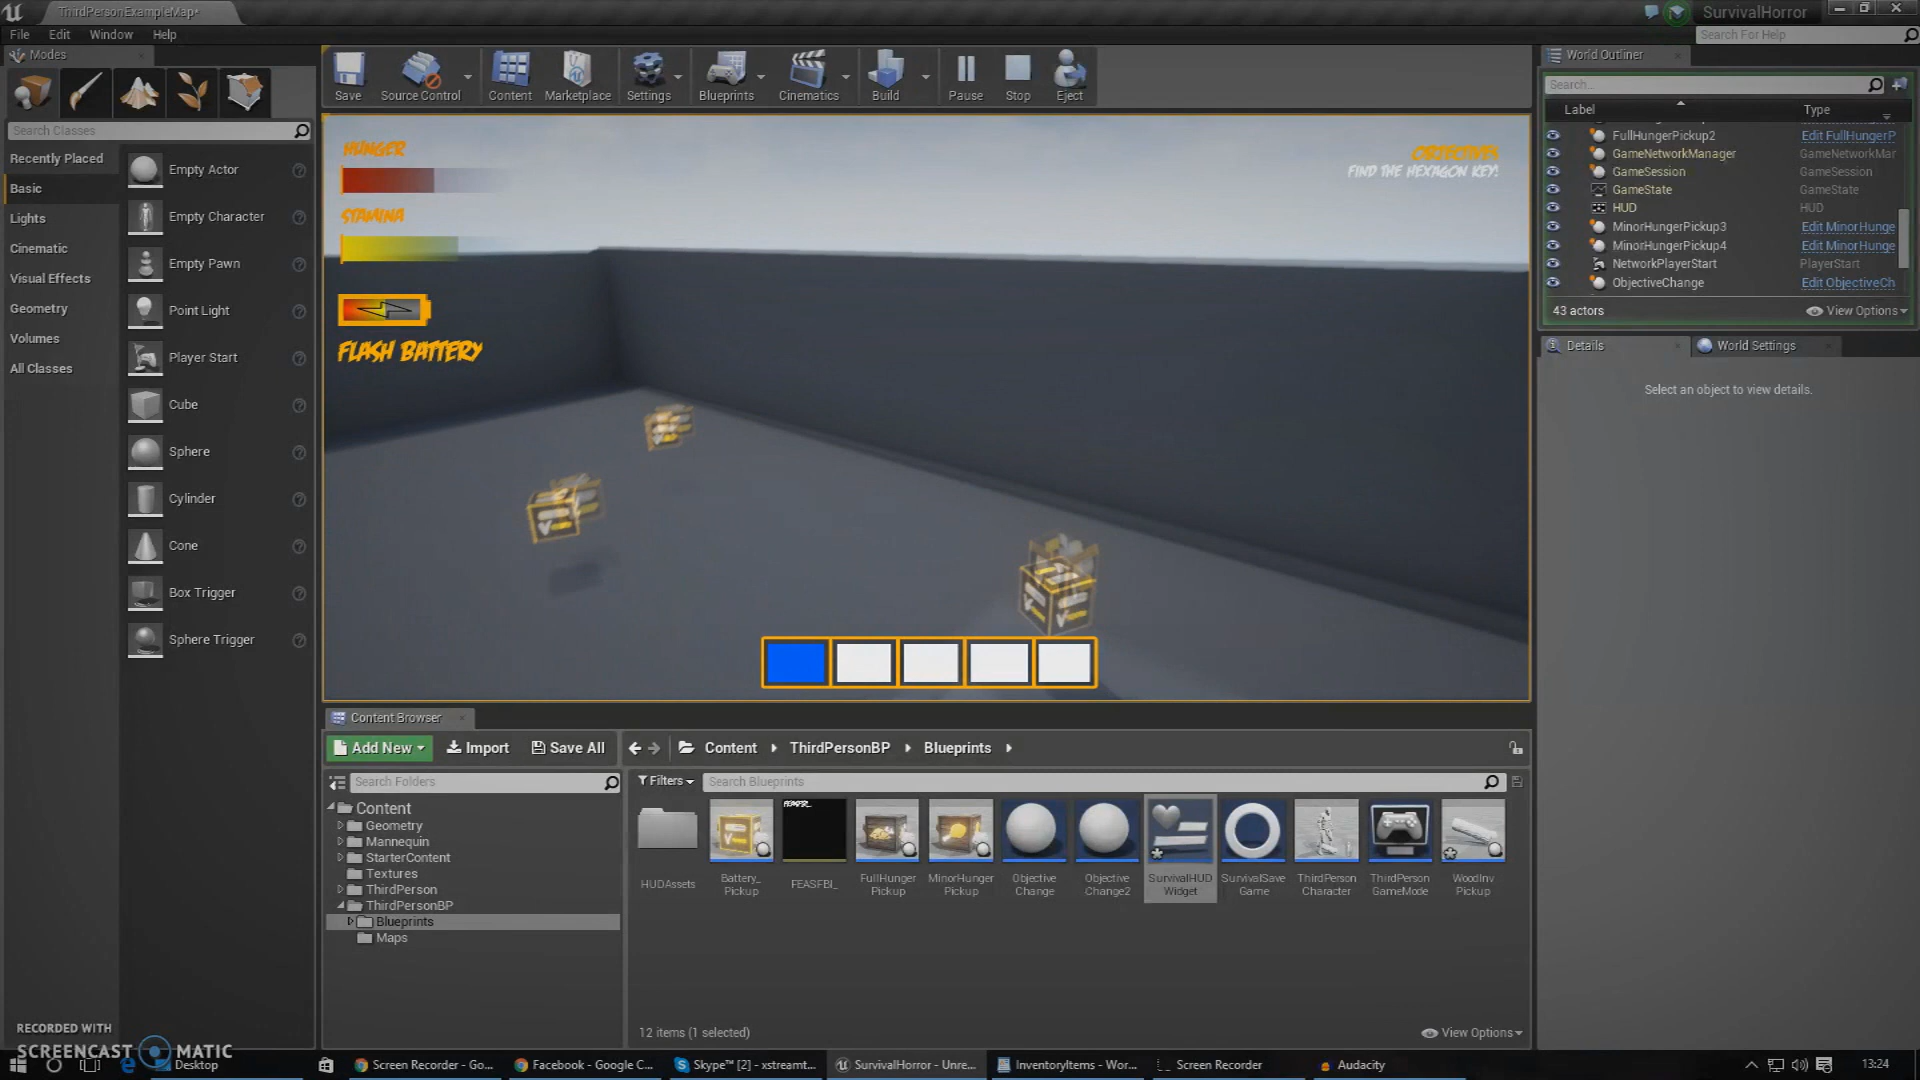 ThirdPersonExampleMap*
SurvivalHorror
File Edit Window Help
Search For Help
Modes
Search Classes
Recently Placed
Basic
Lights
Cinematic
Visual Effects
Geometry
Volumes
All Classes
Empty Actor
Empty Character
Empty Pawn
Point Light
Player Start
Cube
Sphere
Cylinder
Cone
Box Trigger
Sphere Trigger
Save Source Control Content Marketplace Settings Blueprints Cinematics Build Pause Stop Eject
HUNGER
STAMINA
FLASH BATTERY
OBJECTIVES
FIND THE HEXAGON KEY!
World Outliner
Search...
Label Type
FullHungerPickup2 Edit FullHungerP
GameNetworkManager GameNetworkMar
GameSession GameSession
GameState GameState
HUD HUD
MinorHungerPickup3 Edit MinorHunge
MinorHungerPickup4 Edit MinorHunge
NetworkPlayerStart PlayerStart
ObjectiveChange Edit ObjectiveCh
43 actors View Options
Details World Settings
Select an object to view details.
Content Browser
Add New Import Save All Content ThirdPersonBP Blueprints
Search Folders
Filters Search Blueprints
Content
Geometry
Mannequin
StarterContent
Textures
ThirdPerson
ThirdPersonBP
Blueprints
Maps
HUDAssets
Battery_
Pickup
FEASFBI_
FullHunger
Pickup
MinorHunger
Pickup
Objective
Change
Objective
Change2
SurvivalHUD
Widget
SurvivalSave
Game
ThirdPerson
Character
ThirdPerson
GameMode
WoodInv
Pickup
12 items (1 selected) View Options
RECORDED WITH
SCREENCAST MATIC
Desktop
Screen Recorder - Go...
Facebook - Google C...
Skype™ [2] - xstreamt...
SurvivalHorror - Unre...
InventoryItems - Wor...
Screen Recorder
Audacity
13:24